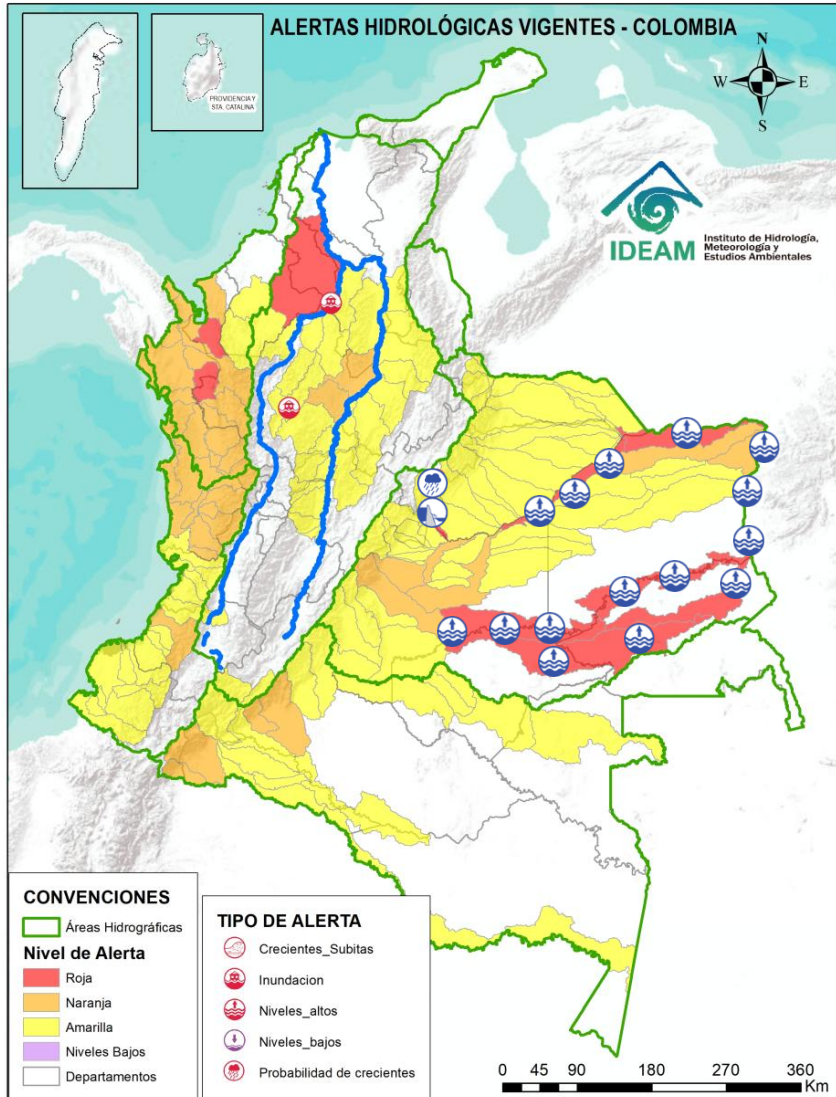 ALERTAS HIDROLÓGICAS VIGENTES - COLOMBIA
PROVIDENCIA Y
STA. CATALINA
N
W
E
S
IDEAM
Instituto de Hidrología,
Meteorología y
Estudios Ambientales
CONVENCIONES
Áreas Hidrográficas
Nivel de Alerta
Roja
Naranja
Amarilla
Niveles Bajos
Departamentos
TIPO DE ALERTA
Crecientes_Subitas
Inundacion
Niveles_altos
Niveles_bajos
Probabilidad de crecientes
0 45 90 180 270 360
Km